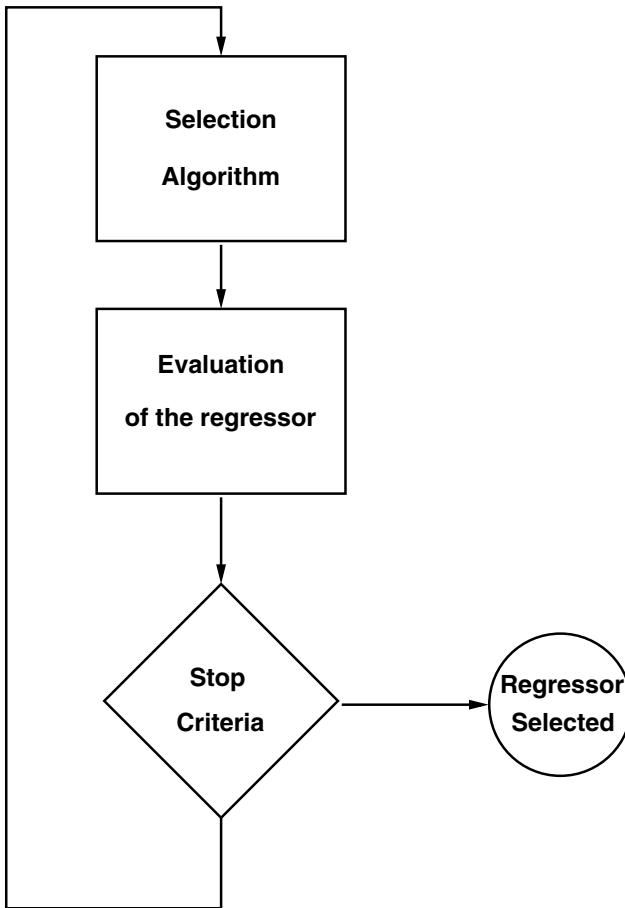 Selection
Algorithm
Evaluation
of the regressor
Stop
Criteria
Regressor
Selected